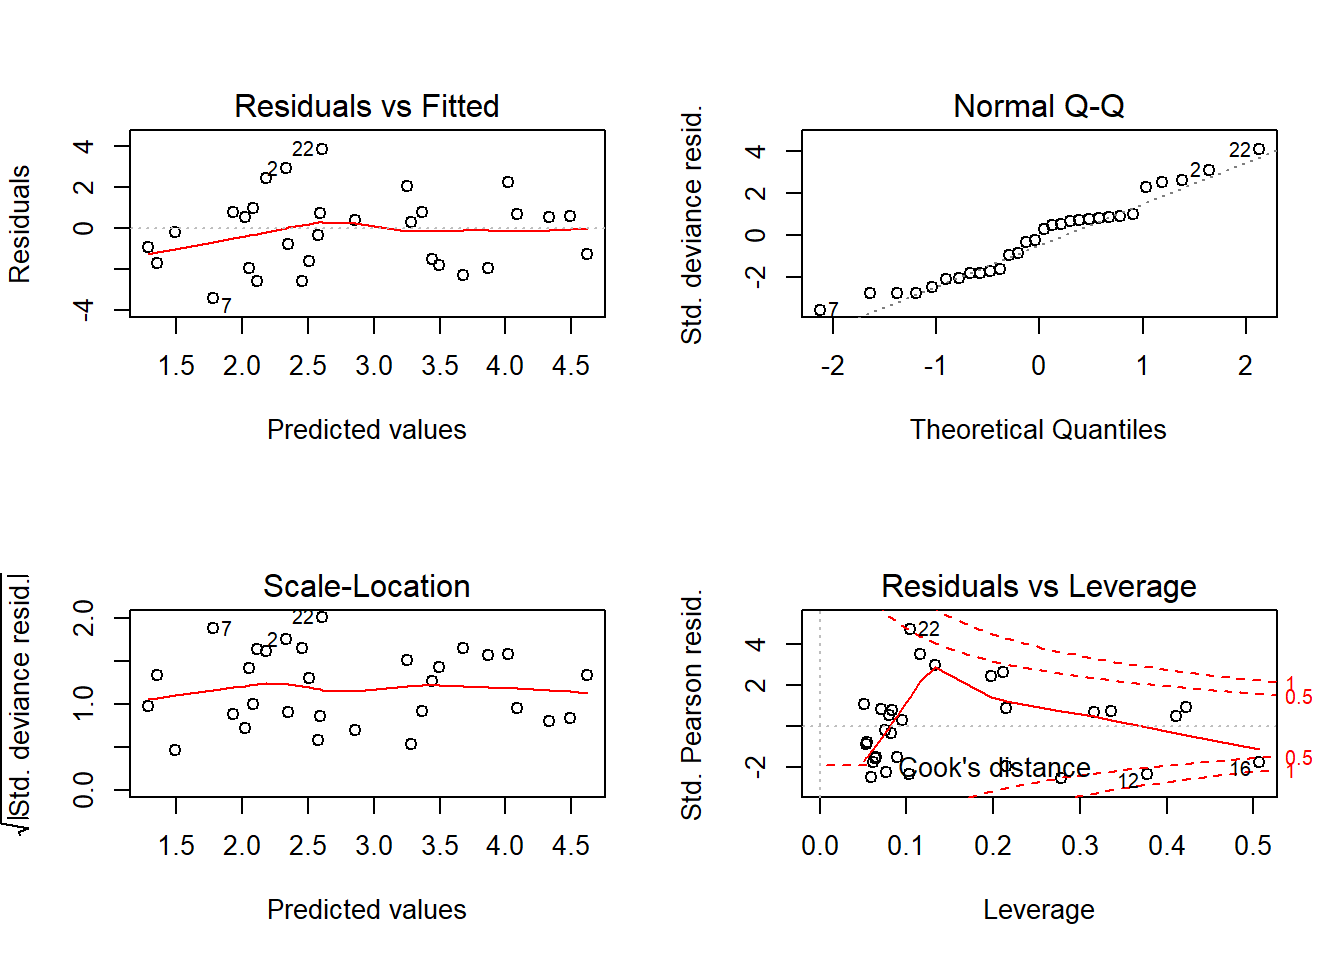 Residuals vs Fitted
Residuals
4
2
0
-4
22
2
7
1.5 2.0 2.5 3.0 3.5 4.0 4.5
Predicted values
Normal Q-Q
Std. deviance resid.
4
2
0
-2
22
2
7
-2 -1 0 1 2
Theoretical Quantiles
Scale-Location
√|Std. deviance resid.|
2.0
1.0
0.0
22
7
2
1.5 2.0 2.5 3.0 3.5 4.0 4.5
Predicted values
Residuals vs Leverage
Std. Pearson resid.
4
2
-2
22
1
0.5
0.5
1
Cook's distance
12
16
0.0 0.1 0.2 0.3 0.4 0.5
Leverage